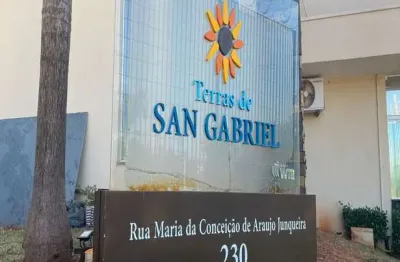 Terras de
SAN GABRIEL
Rua Maria da Conceição de Araujo Junqueira
230